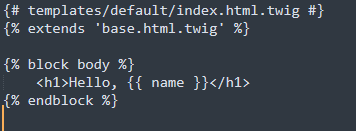 {# templates/default/index.html.twig #}
{% extends 'base.html.twig' %}

{% block body %}
    <h1>Hello, {{ name }}</h1>
{% endblock %}